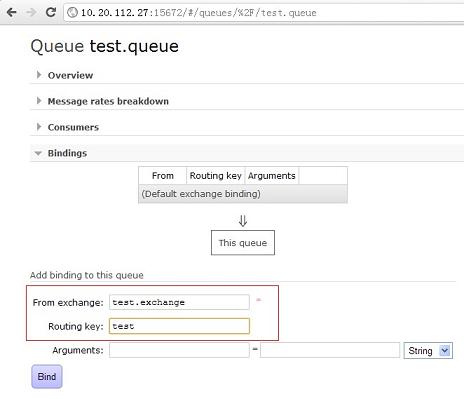 10.20.112.27:15672/#/queues/%2F/test.queue
Queue test.queue
Overview
Message rates breakdown
Consumers
Bindings
From Routing key Arguments
(Default exchange binding)
⇓
This queue
Add binding to this queue
From exchange: test.exchange *
Routing key: test
Arguments: = String
Bind